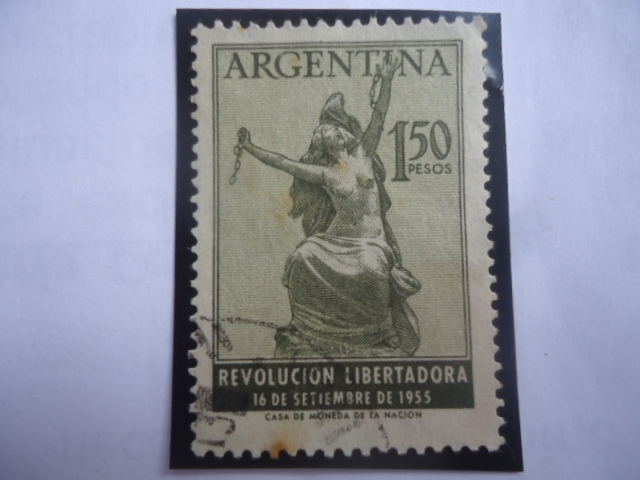 ARGENTINA
1.50
PESOS
REVOLUCION LIBERTADORA
16 DE SETIEMBRE DE 1955
CASA DE MONEDA DE LA NACION